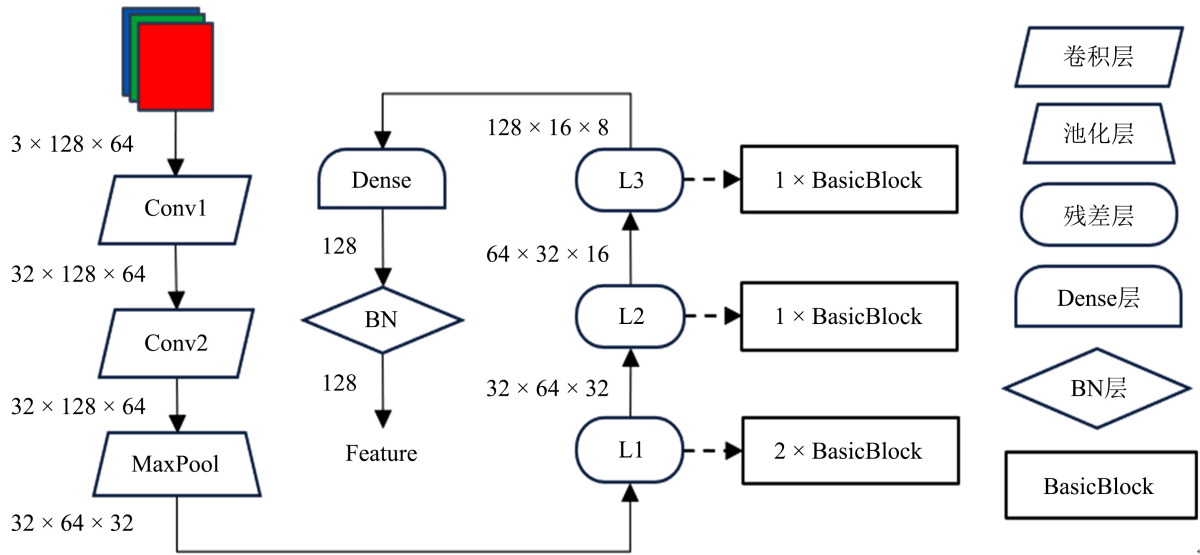 3 × 128 × 64
Conv1
32 × 128 × 64
Conv2
32 × 128 × 64
MaxPool
32 × 64 × 32
L1
2 × BasicBlock
32 × 64 × 32
L2
1 × BasicBlock
64 × 32 × 16
L3
1 × BasicBlock
128 × 16 × 8
Dense
128
BN
128
Feature
卷积层
池化层
残差层
Dense层
BN层
BasicBlock